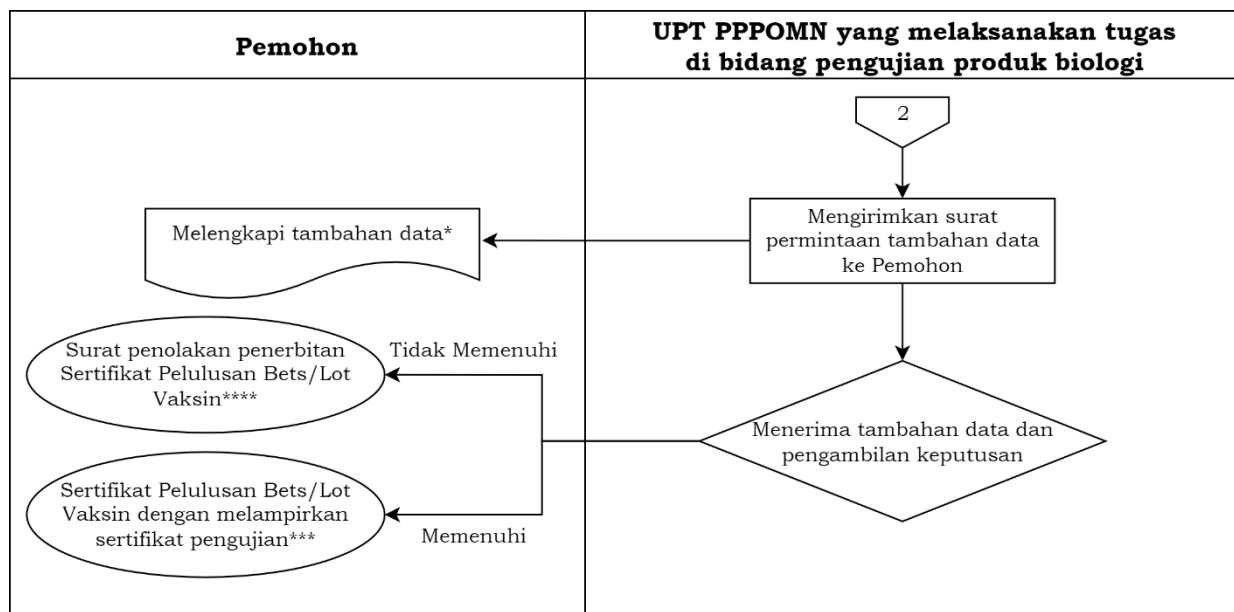 Pemohon
UPT PPPOMN yang melaksanakan tugas
di bidang pengujian produk biologi
2
Mengirimkan surat
permintaan tambahan data
ke Pemohon
Melengkapi tambahan data*
Surat penolakan penerbitan
Sertifikat Pelulusan Bets/Lot
Vaksin****
Tidak Memenuhi
Menerima tambahan data dan
pengambilan keputusan
Sertifikat Pelulusan Bets/Lot
Vaksin dengan melampirkan
sertifikat pengujian***
Memenuhi